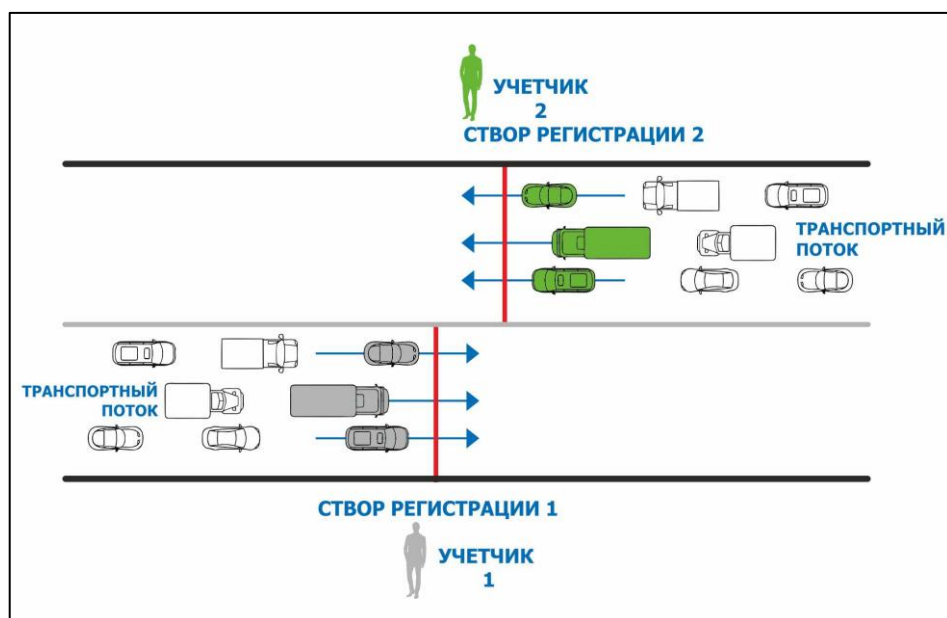 УЧЕТЧИК
2
СТВОР РЕГИСТРАЦИИ 2
ТРАНСПОРТНЫЙ
ПОТОК
ТРАНСПОРТНЫЙ
ПОТОК
СТВОР РЕГИСТРАЦИИ 1
УЧЕТЧИК
1